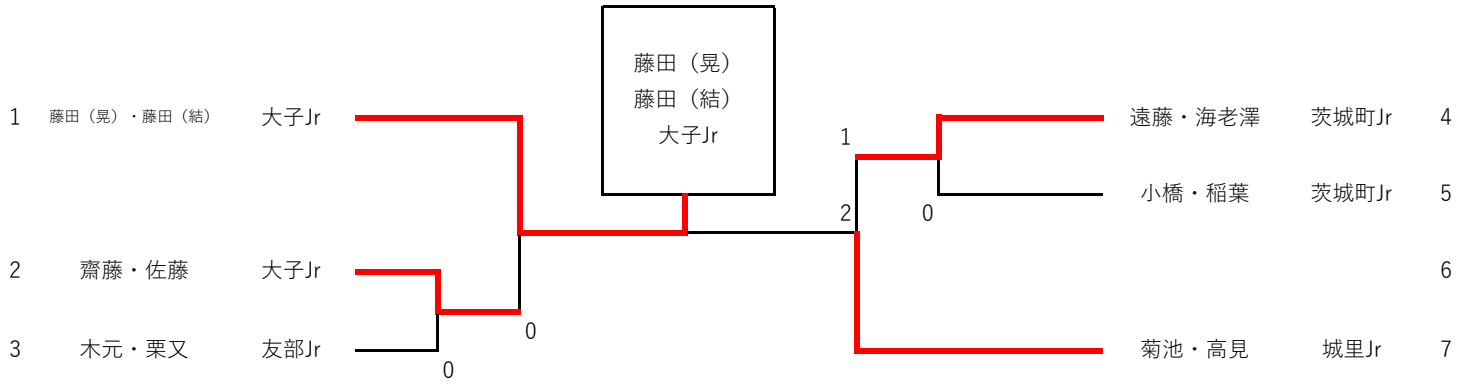 藤田（晃）
藤田（結）
大子Jr
1 藤田（晃）・藤田（結） 大子Jr
2 齋藤・佐藤 大子Jr
3 木元・栗又 友部Jr
0
0
1
2
0
遠藤・海老澤 茨城町Jr 4
小橋・稲葉 茨城町Jr 5
6
菊池・高見 城里Jr 7